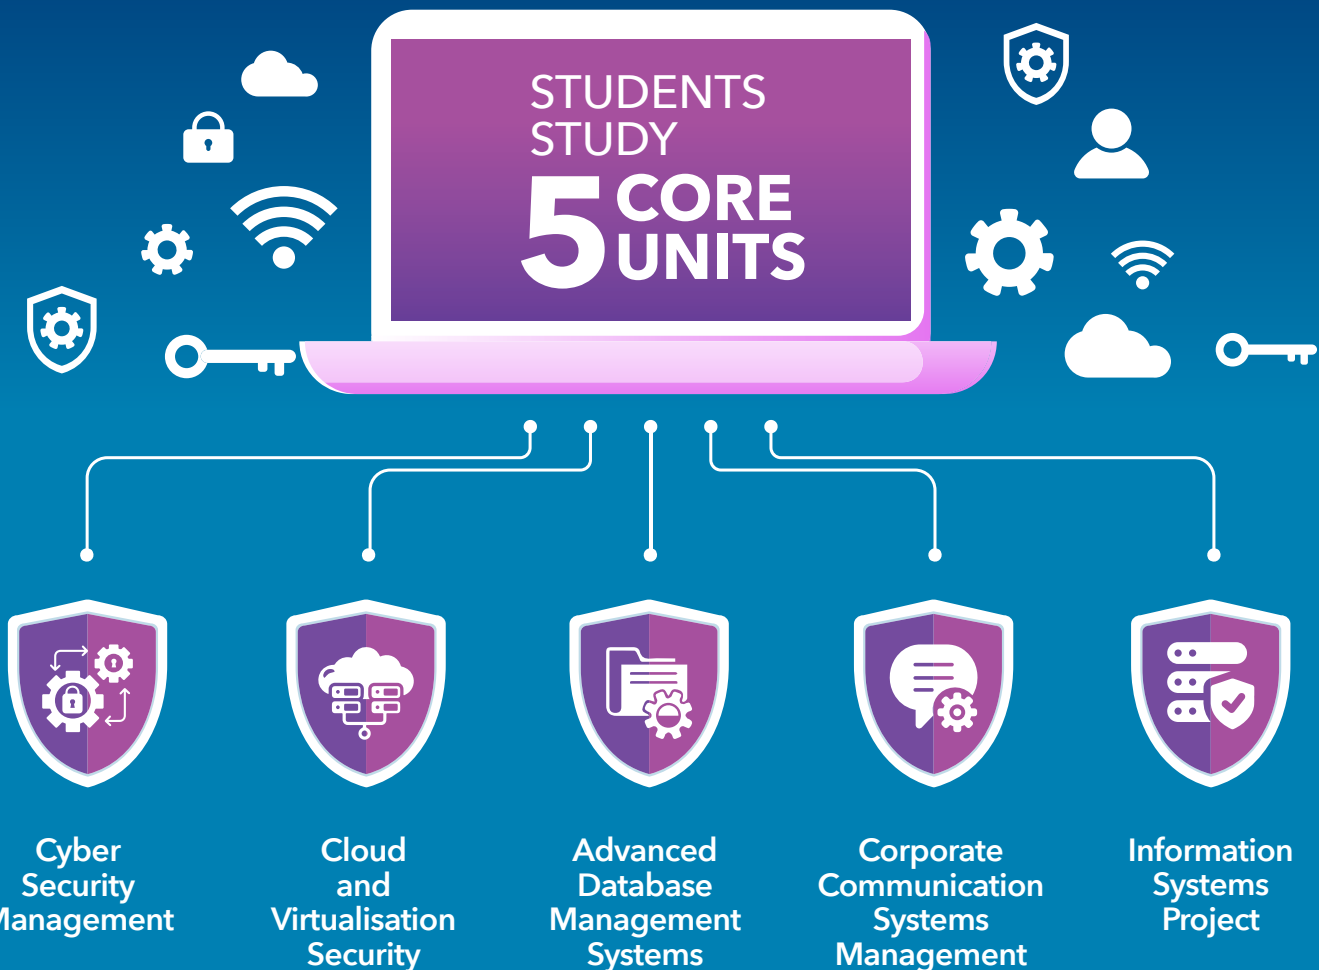 STUDENTS
STUDY
5 CORE
UNITS
Cyber
Security
Management
Cloud
and
Virtualisation
Security
Advanced
Database
Management
Systems
Corporate
Communication
Systems
Management
Information
Systems
Project